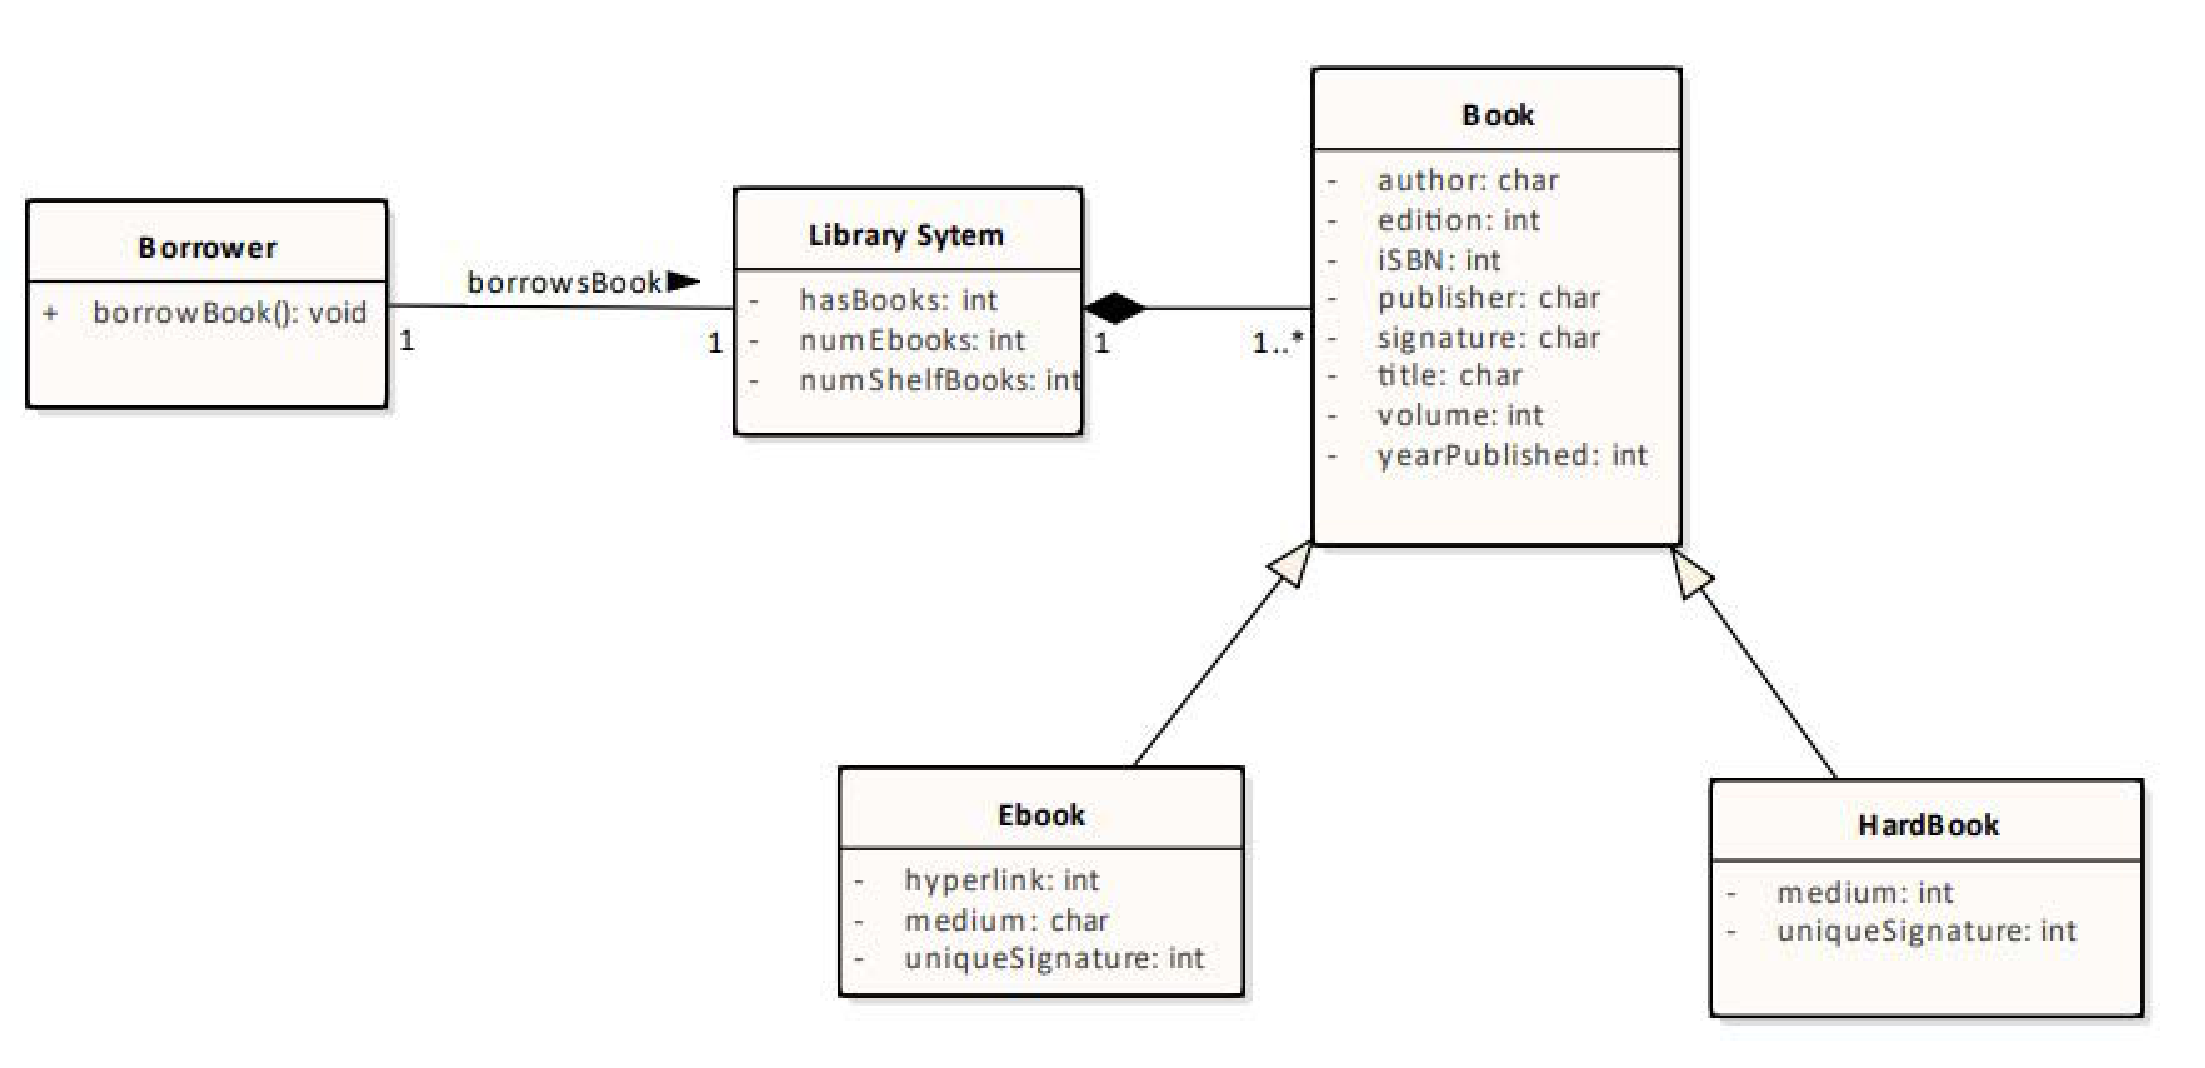 Borrower
+ borrowBook(): void
borrowsBook
1
1
Library Sytem
- hasBooks: int
- numEbooks: int
- numShelfBooks: int
1
1..*
Book
- author: char
- edition: int
- iSBN: int
- publisher: char
- signature: char
- title: char
- volume: int
- yearPublished: int
Ebook
- hyperlink: int
- medium: char
- uniqueSignature: int
HardBook
- medium: int
- uniqueSignature: int